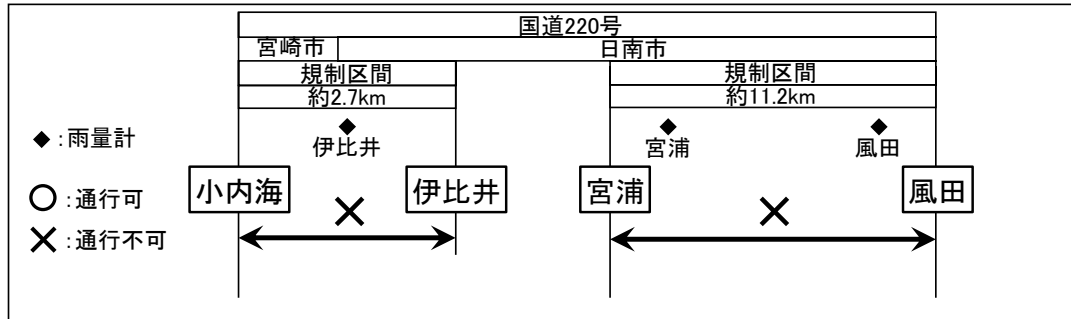 国道220号
宮崎市 日南市
規制区間 規制区間
約2.7km 約11.2km
◆:雨量計
伊比井 宮浦 風田
小内海 伊比井 宮浦 風田
○:通行可
×:通行不可